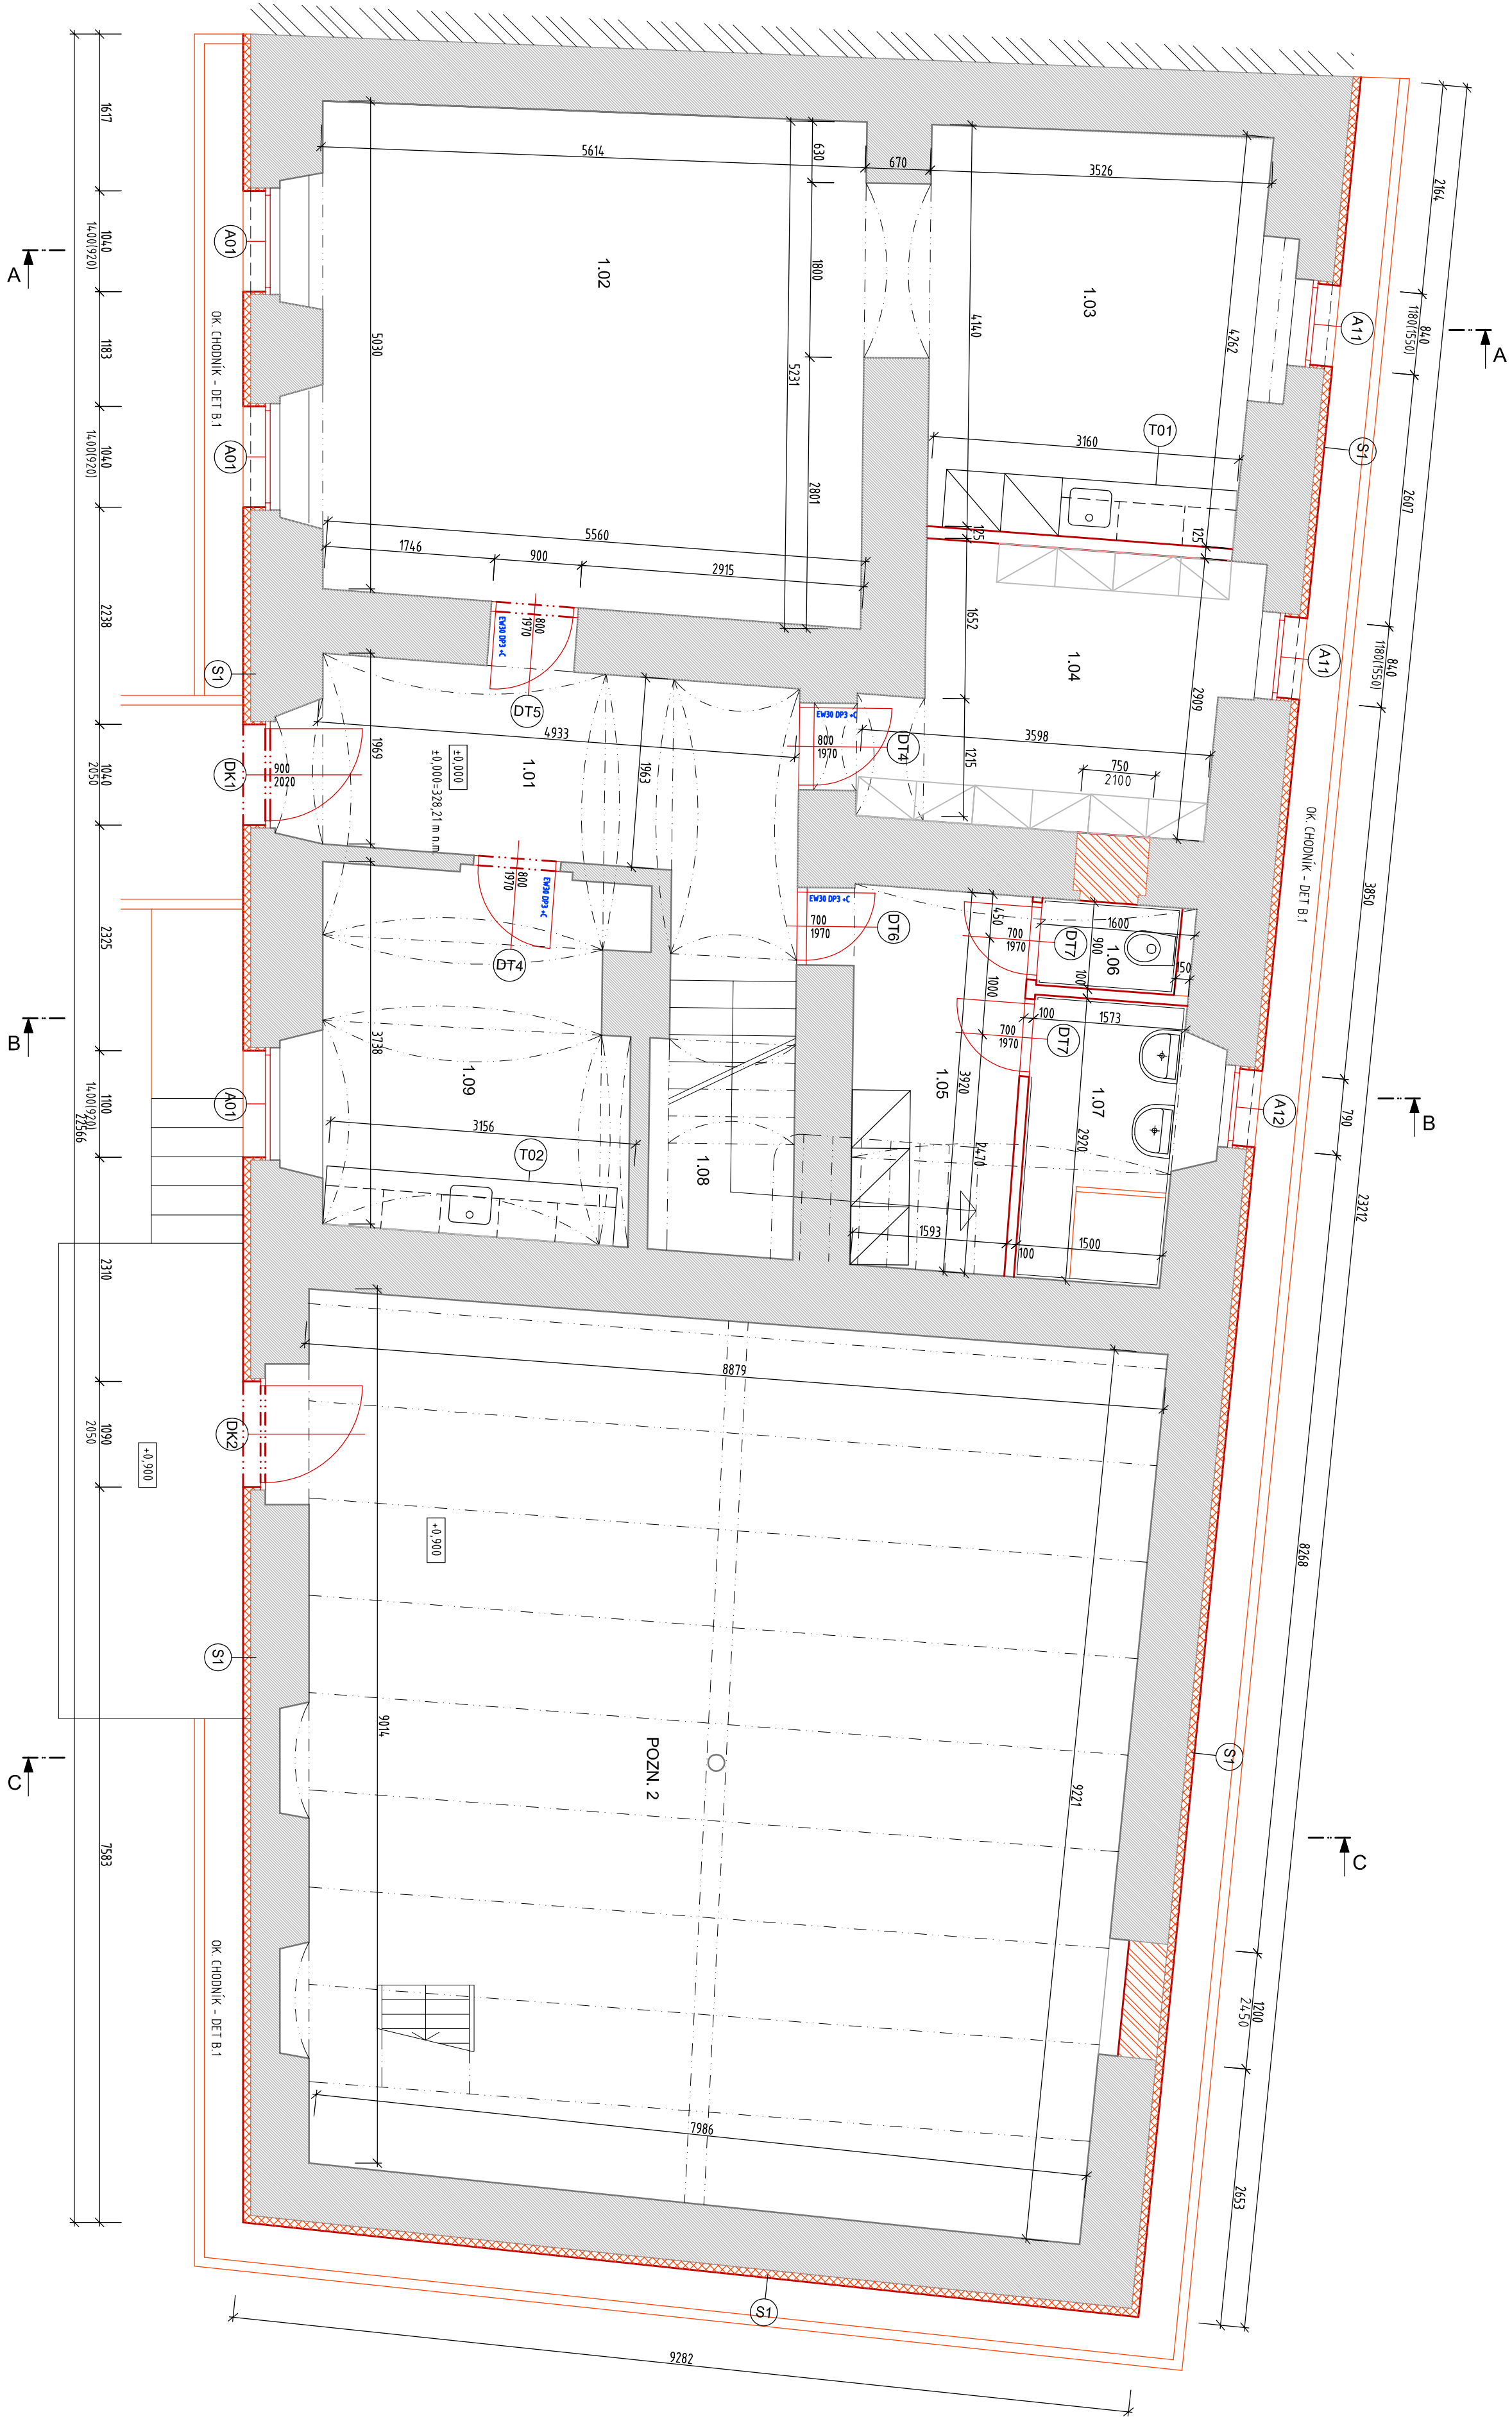 A
A
B
B
C
C
2164
840
1180(1550)
2607
840
1180(1550)
3850
790
23212
8268
1200
2450
2653
9282
1617
1040
1400(920)
1183
1040
1400(920)
2238
1040
2050
2325
1100
1400(920)
22566
2310
1090
2050
7583
A01
A01
A01
A11
A11
A12
S1
S1
S1
S1
S1
OK. CHODNÍK - DET B.1
OK. CHODNÍK - DET B.1
OK. CHODNÍK - DET B.1
1.02
5614
670
3526
630
1800
2801
5231
5030
5560
1746
900
2915
1.03
4140
4262
3160
T01
125
125
1.04
1652
2909
3598
1215
750
2100
EW30 DP3 +C
800
1970
DT5
EW30 DP3 +C
800
1970
DT4
1.01
4933
1969
1963
±0,000
±0,000=328,21 m n.m
DK1
900
2020
EW30 DP3 +C
800
1970
DT4
EW30 DP3 +C
700
1970
DT6
700
1970
DT7
700
1970
DT7
450
1000
2470
3920
1600
900
1.06
150
100
100
1573
1.07
2920
1.05
1593
100
1500
1.08
1.09
3738
3156
T02
8879
DK2
+0,900
+0,900
9014
POZN. 2
9221
7986